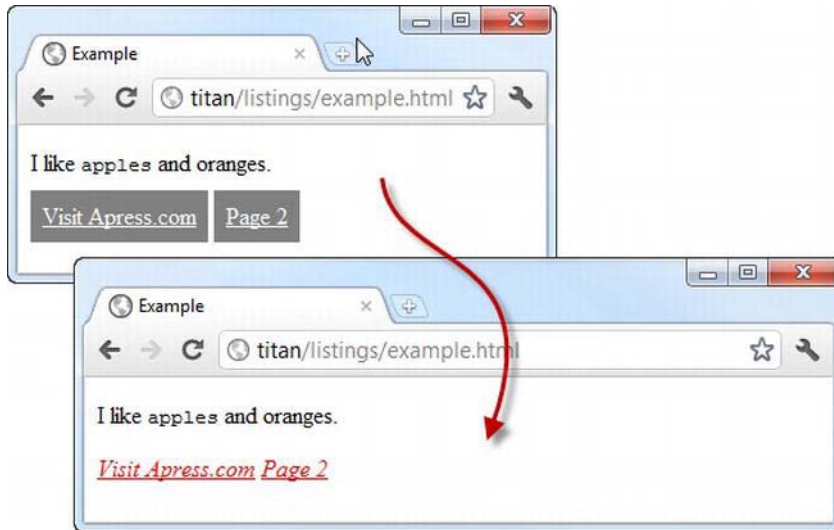 Example
titan/listings/example.html
I like apples and oranges.
Visit Apress.com Page 2
Example
titan/listings/example.html
I like apples and oranges.
Visit Apress.com Page 2